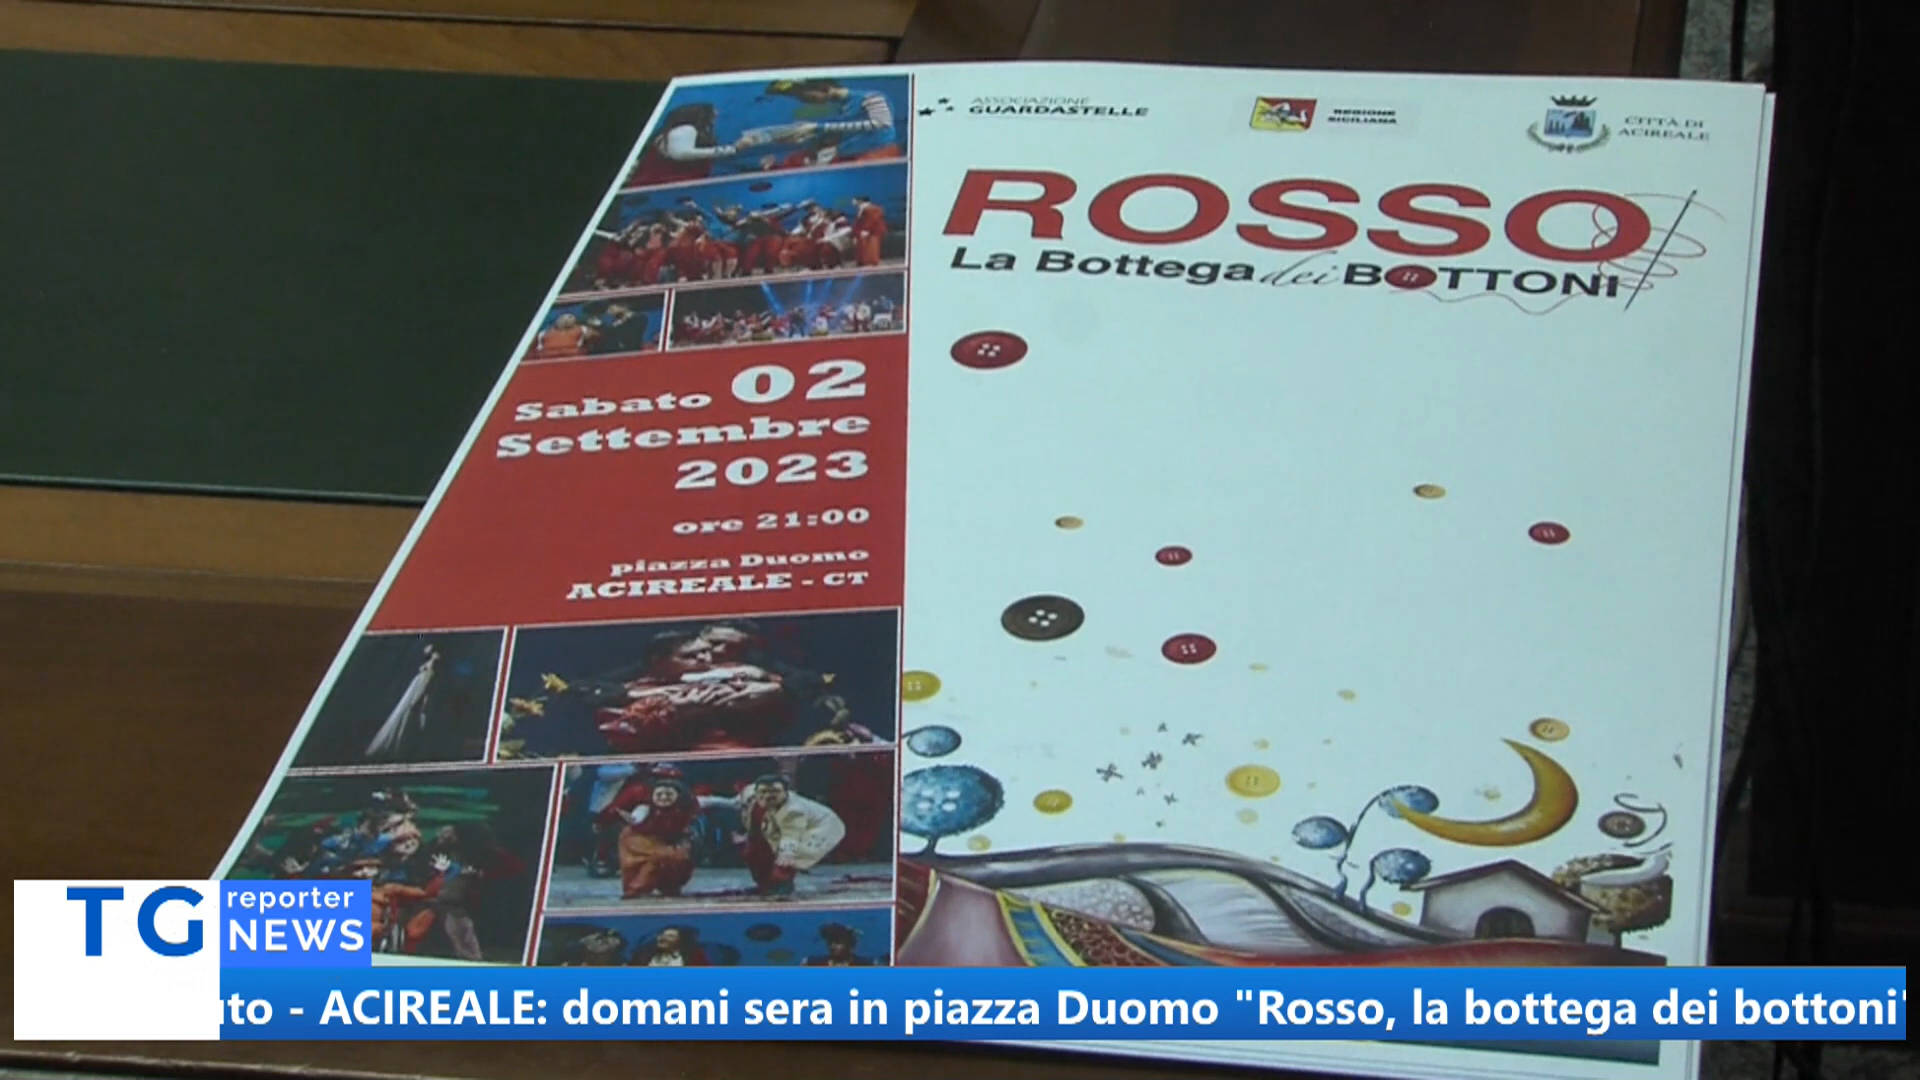 ASSOCIAZIONE
GUARDASTELLE
REGIONE
SICILIANA
CITTÀ DI
ACIREALE
ROSSO
La Bottega dei BOTTONI
Sabato 02
Settembre
2023
ore 21:00
piazza Duomo
ACIREALE - CT
TG reporter
NEWS
uto - ACIREALE: domani sera in piazza Duomo "Rosso, la bottega dei bottoni"